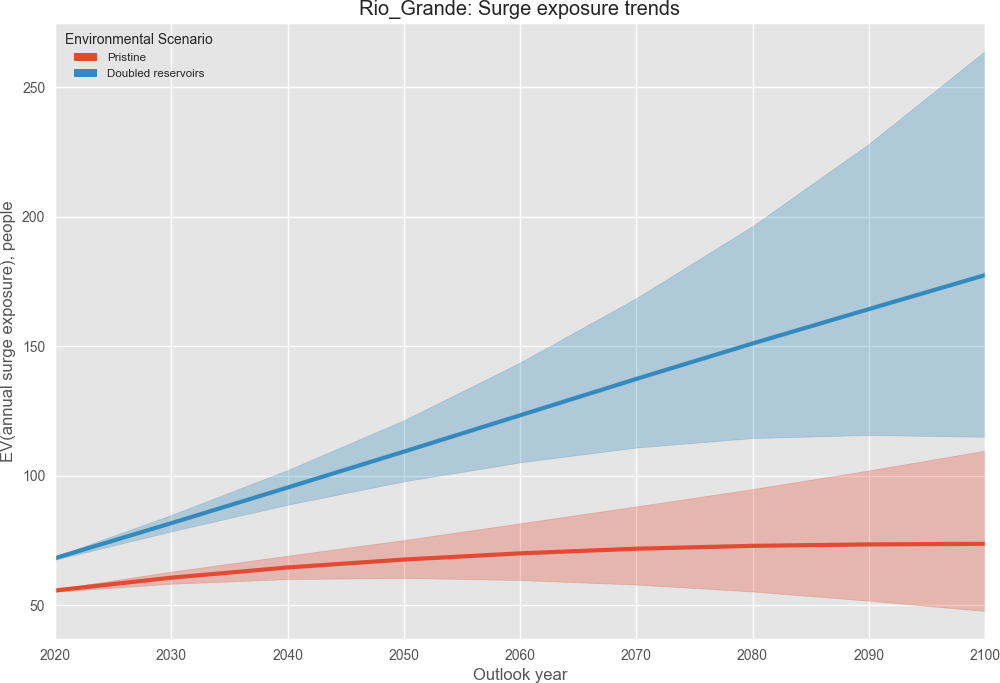 Rio_Grande: Surge exposure trends
Environmental Scenario
Pristine
Doubled reservoirs
EV(annual surge exposure), people
250
200
150
100
50
2020 2030 2040 2050 2060 2070 2080 2090 2100
Outlook year